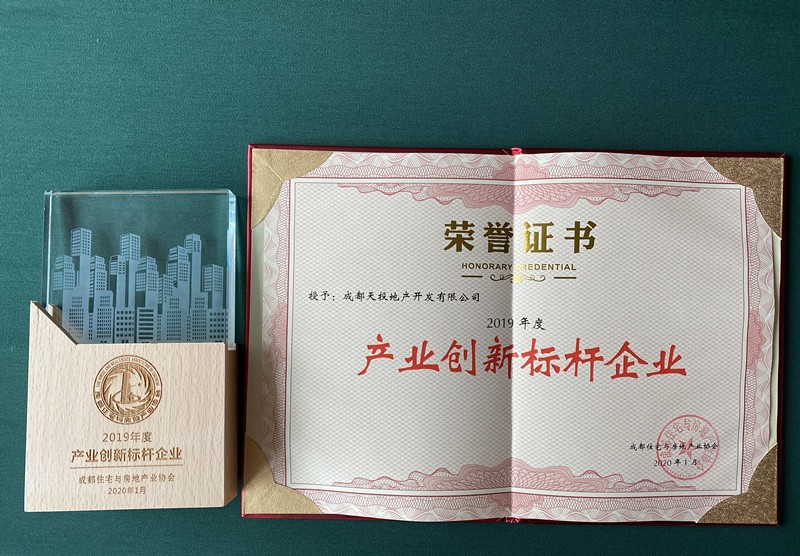 2019年度
产业创新标杆企业
成都住宅与房地产业协会
2020年1月
荣誉证书
HONORARY CREDENTIAL
授予：成都天投地产开发有限公司
2019 年度
产业创新标杆企业
成都住宅与房地产业协会
2020 年 1 月